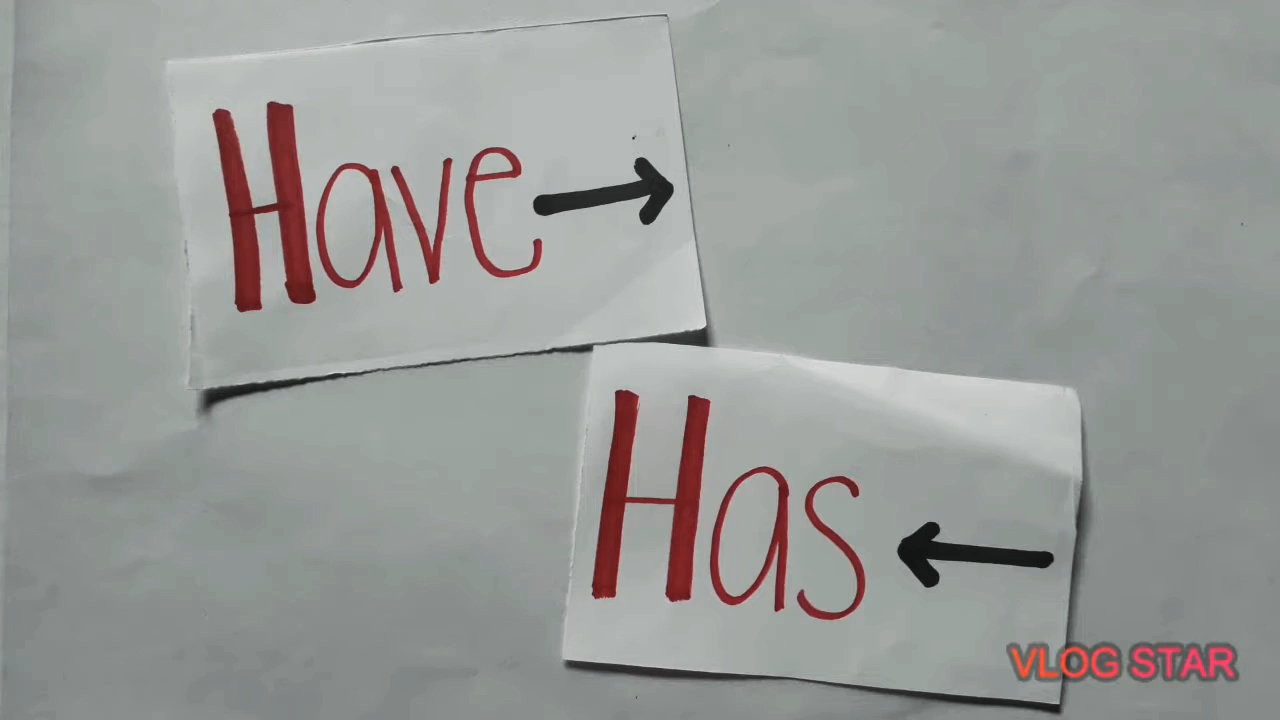 Have →
Has ←
VLOG STAR